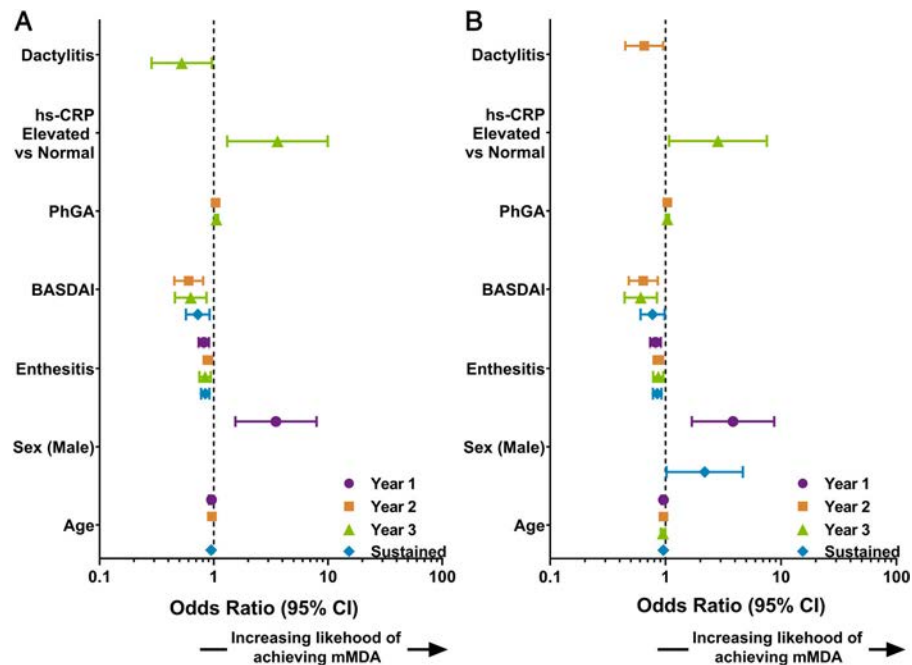 A
Dactylitis
hs-CRP
Elevated
vs Normal
PhGA
BASDAI
Enthesitis
Sex (Male)
Age
Year 1
Year 2
Year 3
Sustained
0.1
1
10
100
Odds Ratio (95% CI)
Increasing likehood of
achieving mMDA
B
Dactylitis
hs-CRP
Elevated
vs Normal
PhGA
BASDAI
Enthesitis
Sex (Male)
Age
Year 1
Year 2
Year 3
Sustained
0.1
1
10
100
Odds Ratio (95% CI)
Increasing likehood of
achieving mMDA